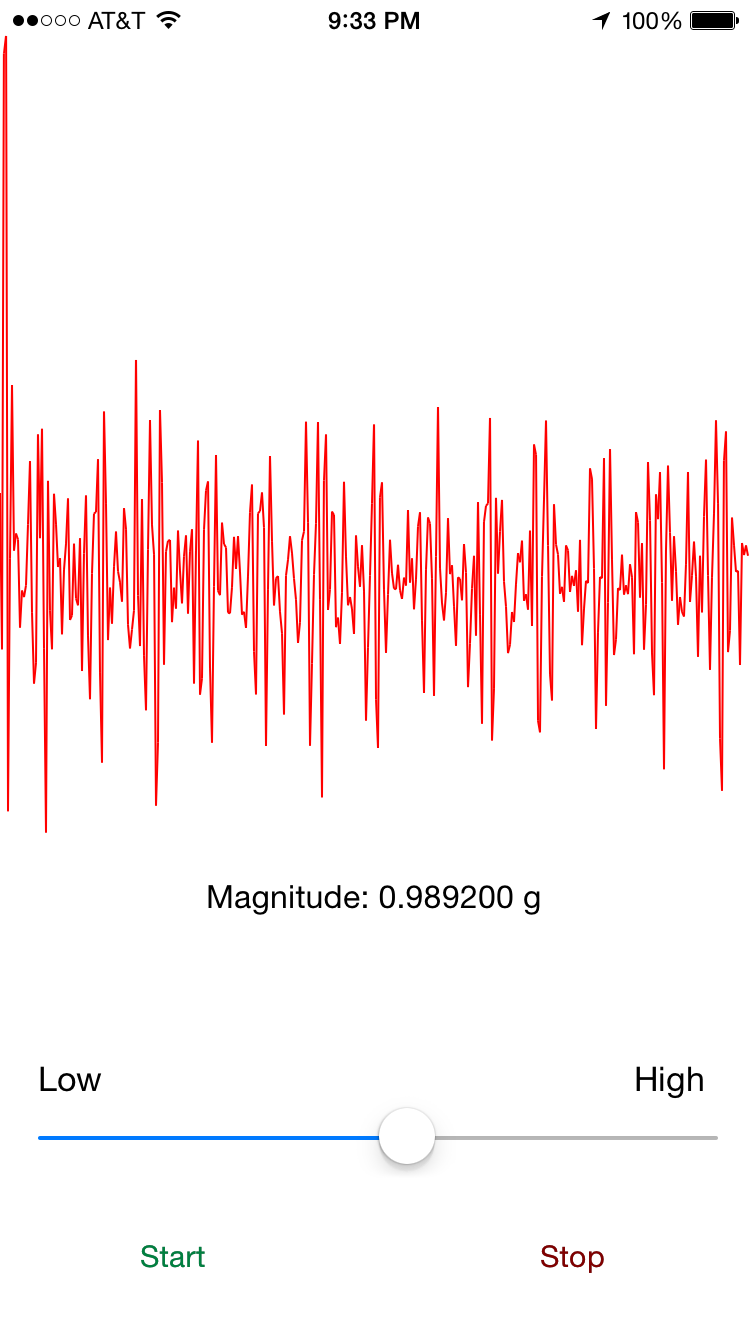 AT&T 9:33 PM 100%
Magnitude: 0.989200 g
Low High
Start Stop